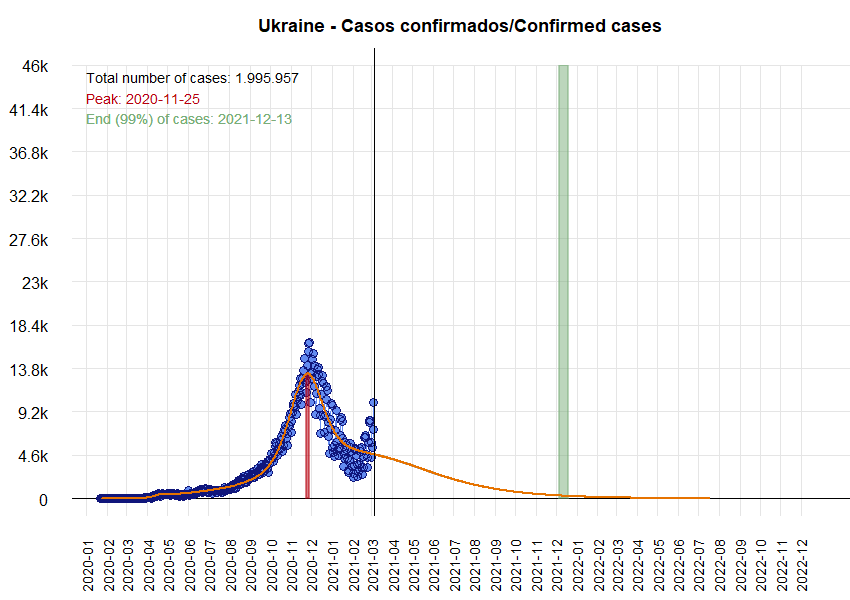 Ukraine - Casos confirmados/Confirmed cases
46k
Total number of cases: 1.995.957
Peak: 2020-11-25
41.4k
End (99%) of cases: 2021-12-13
36.8k
32.2k
27.6k
23k
18.4k
13.8k
9.2k
4.6k
0
2020-01
2020-02
2020-03
2020-04
2020-05
2020-06
2020-07
2020-08
2020-09
2020-10
2020-11
2020-12
2021-01
2021-02
2021-03
2021-04
2021-05
2021-06
2021-07
2021-08
2021-09
2021-10
2021-11
2021-12
2022-01
2022-02
2022-03
2022-04
2022-05
2022-06
2022-07
2022-08
2022-09
2022-10
2022-11
2022-12